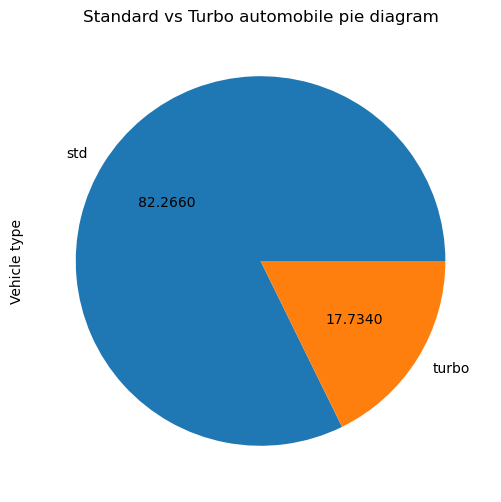 Standard vs Turbo automobile pie diagram
std
82.2660
Vehicle type
17.7340
turbo